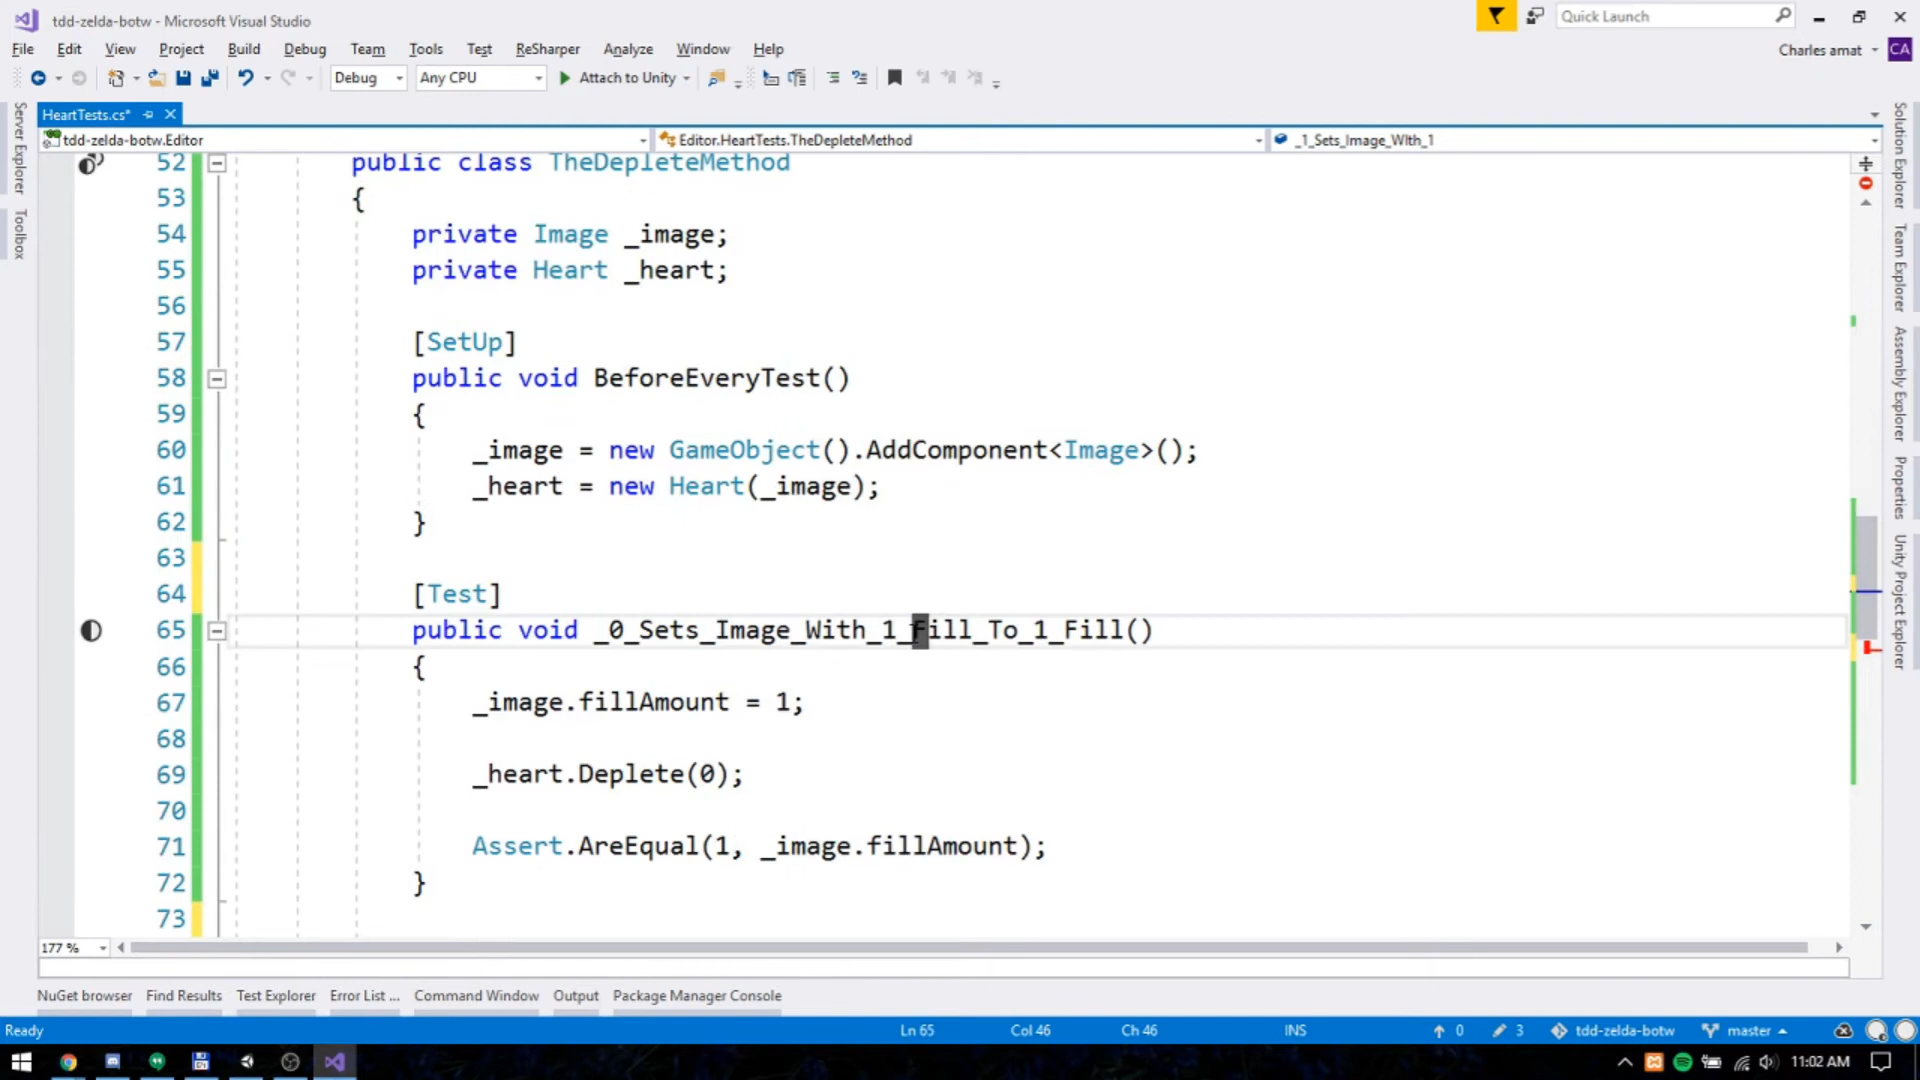 tdd-zelda-botw - Microsoft Visual Studio
Quick Launch
File Edit View Project Build Debug Team Tools Test ReSharper Analyze Window Help
Charles amat CA
Debug Any CPU Attach to Unity
HeartTests.cs*
tdd-zelda-botw.Editor Editor.HeartTests.TheDepleteMethod _1_Sets_Image_WIth_1
Server Explorer
Toolbox
52 public class TheDepleteMethod
53 {
54 private Image _image;
55 private Heart _heart;
56
57 [SetUp]
58 public void BeforeEveryTest()
59 {
60 _image = new GameObject().AddComponent<Image>();
61 _heart = new Heart(_image);
62 }
63
64 [Test]
65 public void _0_Sets_Image_With_1_Fill_To_1_Fill()
66 {
67 _image.fillAmount = 1;
68
69 _heart.Deplete(0);
70
71 Assert.AreEqual(1, _image.fillAmount);
72 }
73
Solution Explorer
Team Explorer
Assembly Explorer
Properties
Unity Project Explorer
177 %
NuGet browser Find Results Test Explorer Error List ... Command Window Output Package Manager Console
Ready Ln 65 Col 46 Ch 46 INS 0 3 tdd-zelda-botw master
11:02 AM